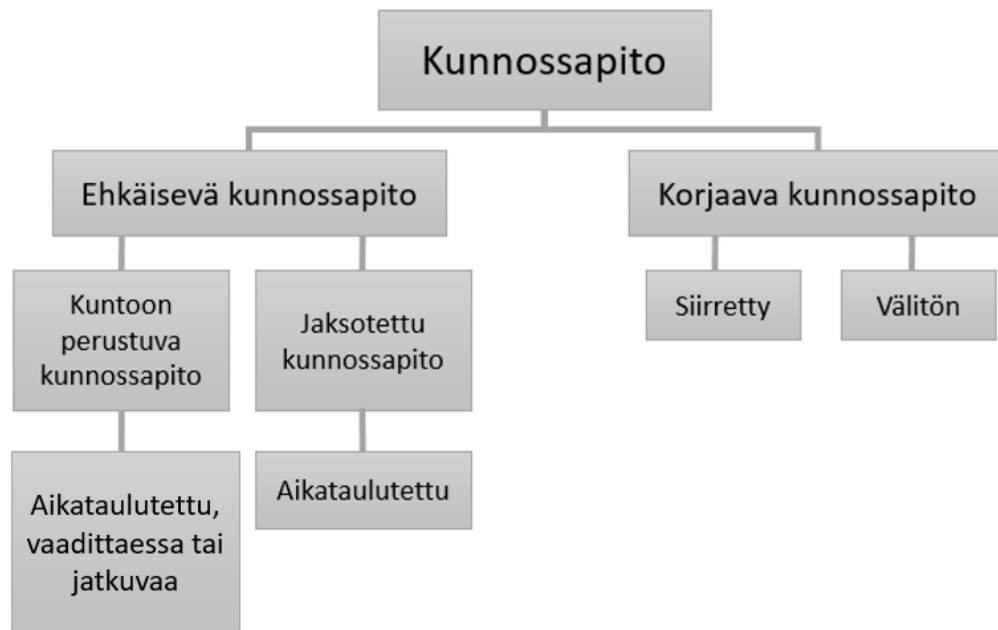 Kunnossapito
Ehkäisevä kunnossapito
Korjaava kunnossapito
Kuntoon
perustuva
kunnossapito
Jaksotettu
kunnossapito
Siirretty
Välitön
Aikataulutettu,
vaadittaessa tai
jatkuvaa
Aikataulutettu